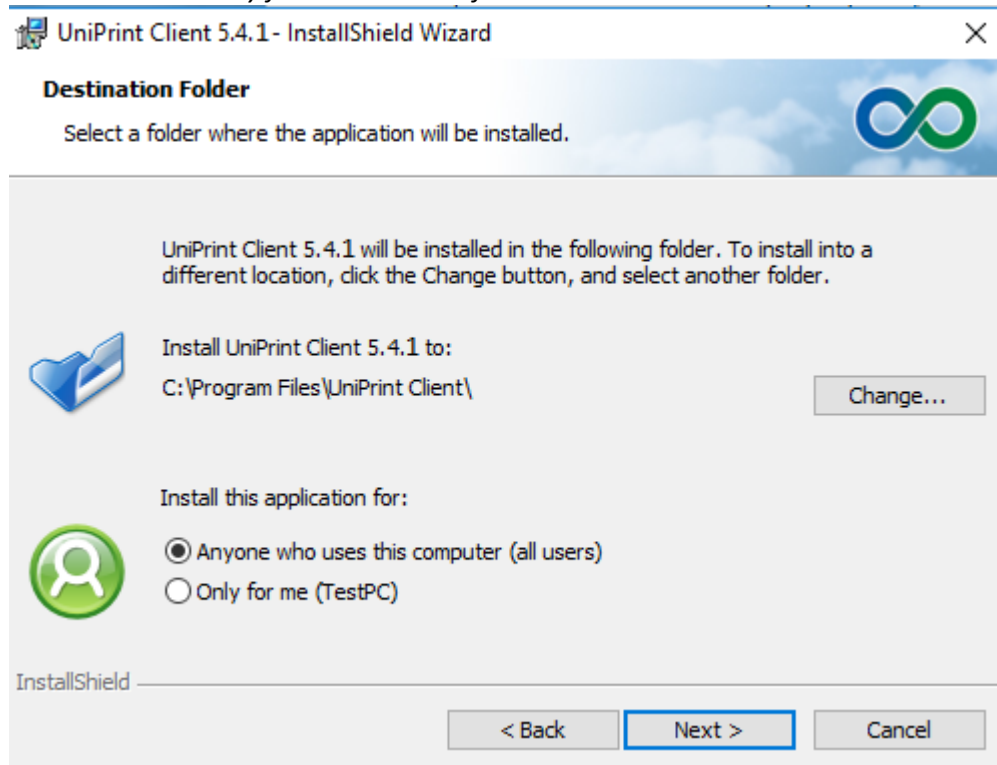 UniPrint Client 5.4.1 - InstallShield Wizard
Destination Folder
Select a folder where the application will be installed.
UniPrint Client 5.4.1 will be installed in the following folder. To install into a
different location, click the Change button, and select another folder.
Install UniPrint Client 5.4.1 to:
C:\Program Files\UniPrint Client\
Change...
Install this application for:
Anyone who uses this computer (all users)
Only for me (TestPC)
InstallShield
< Back
Next >
Cancel